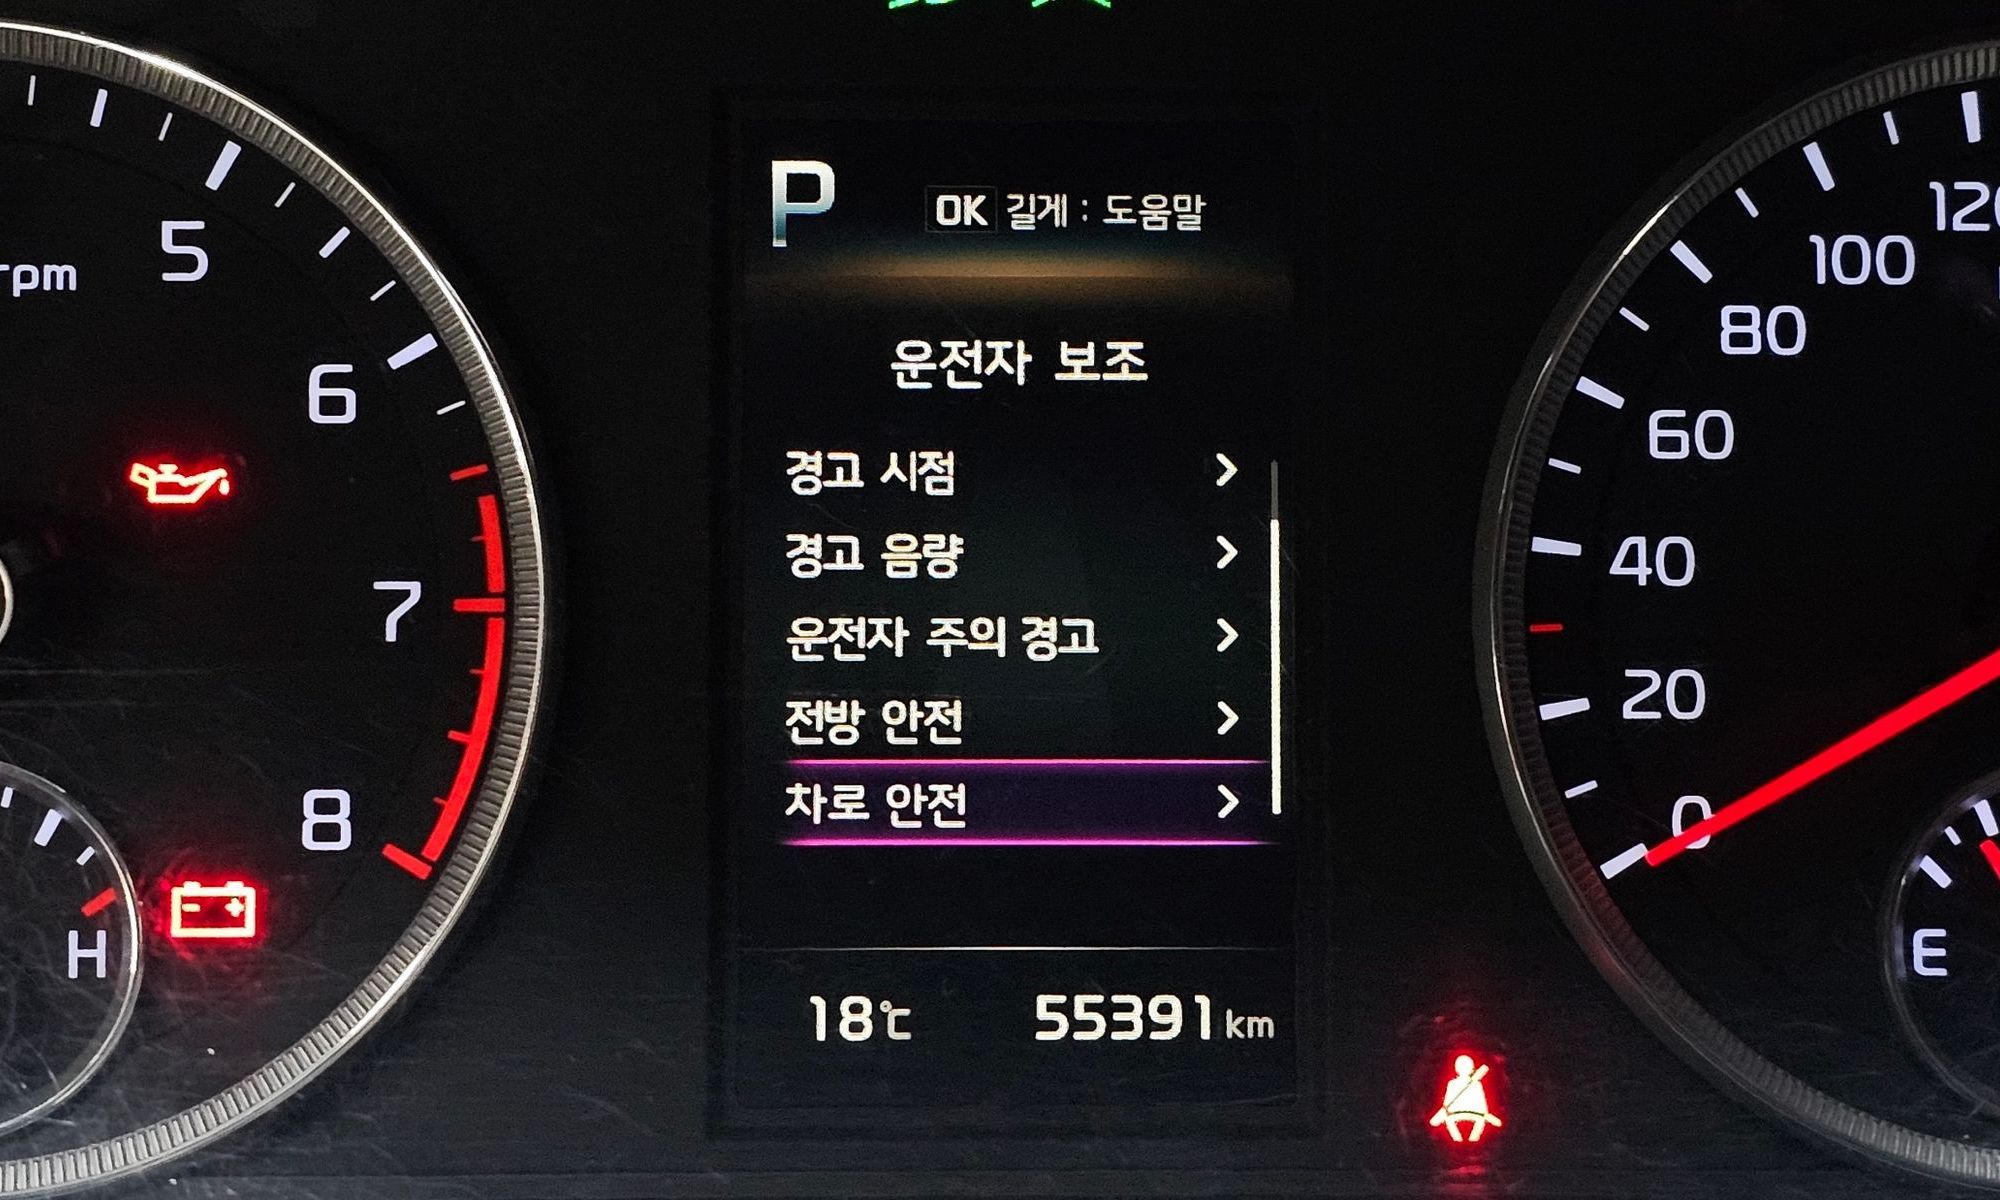 P
OK 길게 : 도움말
운전자 보조
경고 시점
경고 음량
운전자 주의 경고
전방 안전
차로 안전
18℃ 55391 km
rpm
5
6
7
8
H
100
80
60
40
20
0
E